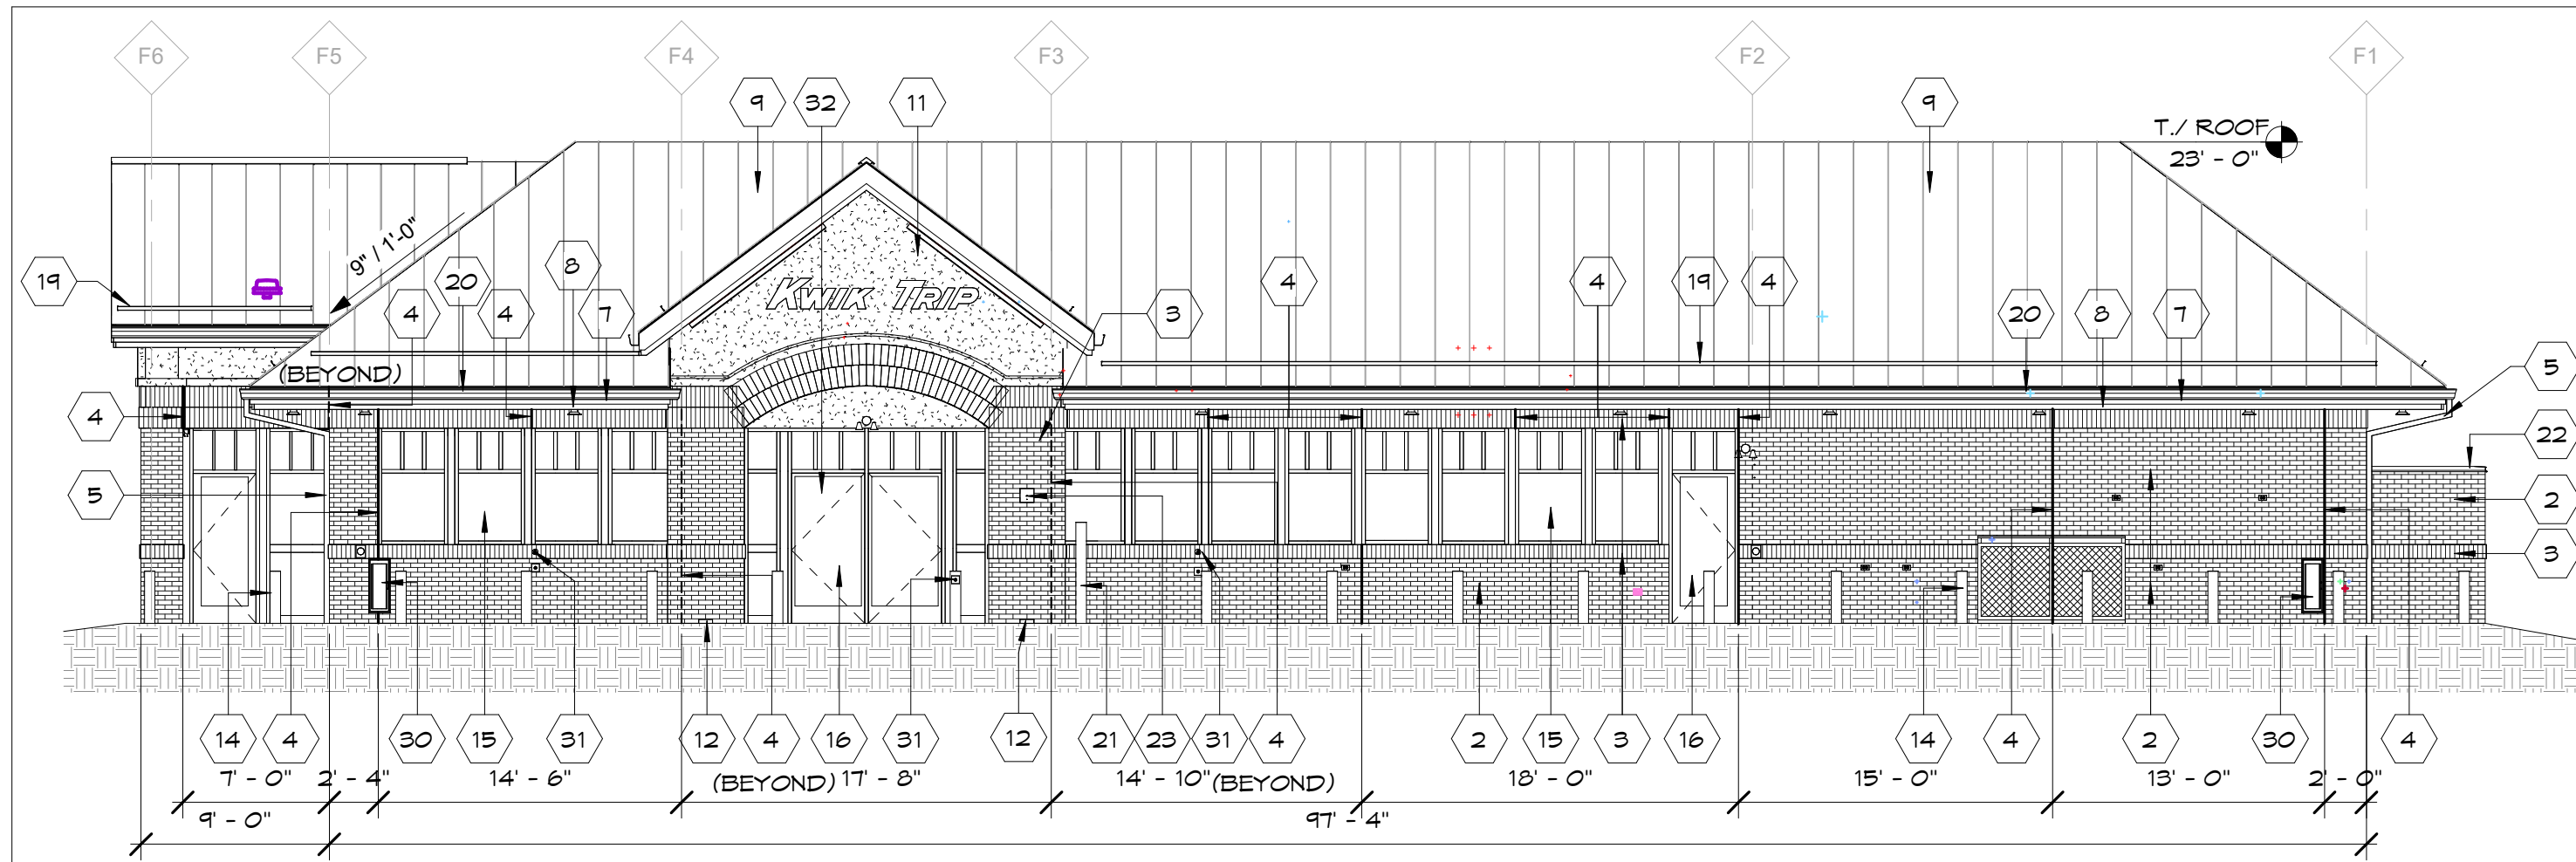 F6 F5 F4 F3 F2 F1
9 32 11 9
T./ ROOF
23' - 0"
9" / 1'-0"
19 20 8 4 4 19 4
4 4 7 3 20 8 7
KWIK TRIP
(BEYOND)
5
4
22
5
2
3
14 4 30 15 31 12 4 16 31 12 21 23 31 4 2 15 3 16 14 4 2 30 4
7' - 0" 2' - 4" 14' - 6" (BEYOND) 17' - 8" 14' - 10" (BEYOND) 18' - 0" 15' - 0" 13' - 0" 2' - 0"
9' - 0" 97' - 4"